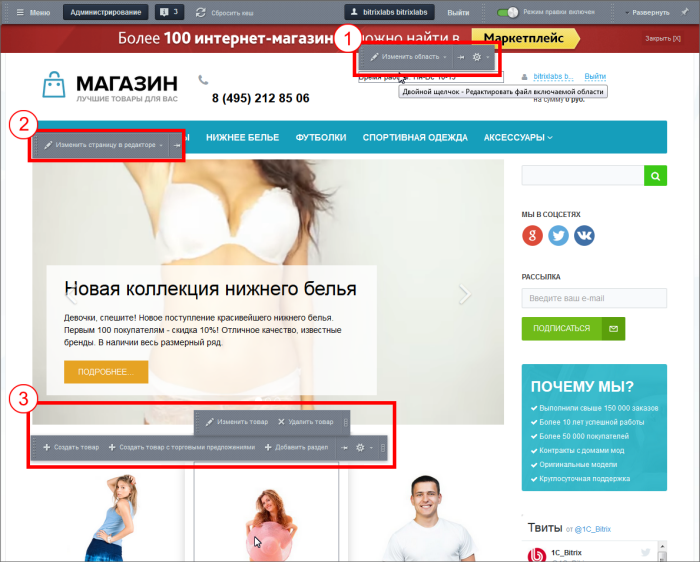 Меню
Администрирование
3
Сбросить кеш
bitrixlabs bitrixlabs
Выйти
Режим правки включен
Развернуть
Более 100 интернет-магазин
ожно найти в
Маркетплейс
Закрыть [X]
1
Изменить область
МАГАЗИН
ЛУЧШИЕ ТОВАРЫ ДЛЯ ВАС
8 (495) 212 85 06
Время работы: ПН-ВС 10-19
bitrixlabs b...
Выйти
Двойной щелчок - Редактировать файл включаемой области
на сумму 0 руб.
2
Ы
НИЖНЕЕ БЕЛЬЕ
ФУТБОЛКИ
СПОРТИВНАЯ ОДЕЖДА
АКСЕССУАРЫ
Изменить страницу в редакторе
МЫ В СОЦСЕТЯХ
Новая коллекция нижнего белья
Девочки, спешите! Новое поступление красивейшего нижнего белья.
Первым 100 покупателям - скидка 10%! Отличное качество, известные
бренды. В наличии весь размерный ряд.
ПОДРОБНЕЕ...
РАССЫЛКА
Введите ваш e-mail
ПОДПИСАТЬСЯ
3
Изменить товар
Удалить товар
Создать товар
Создать товар с торговыми предложениями
Добавить раздел
ПОЧЕМУ МЫ?
Выполнили свыше 150 000 заказов
Более 10 лет успешной работы
Более 50 000 покупателей
Контракты с домами мод
Оригинальные модели
Круглосуточная поддержка
Твиты от @1C_Bitrix
1C_Bitrix